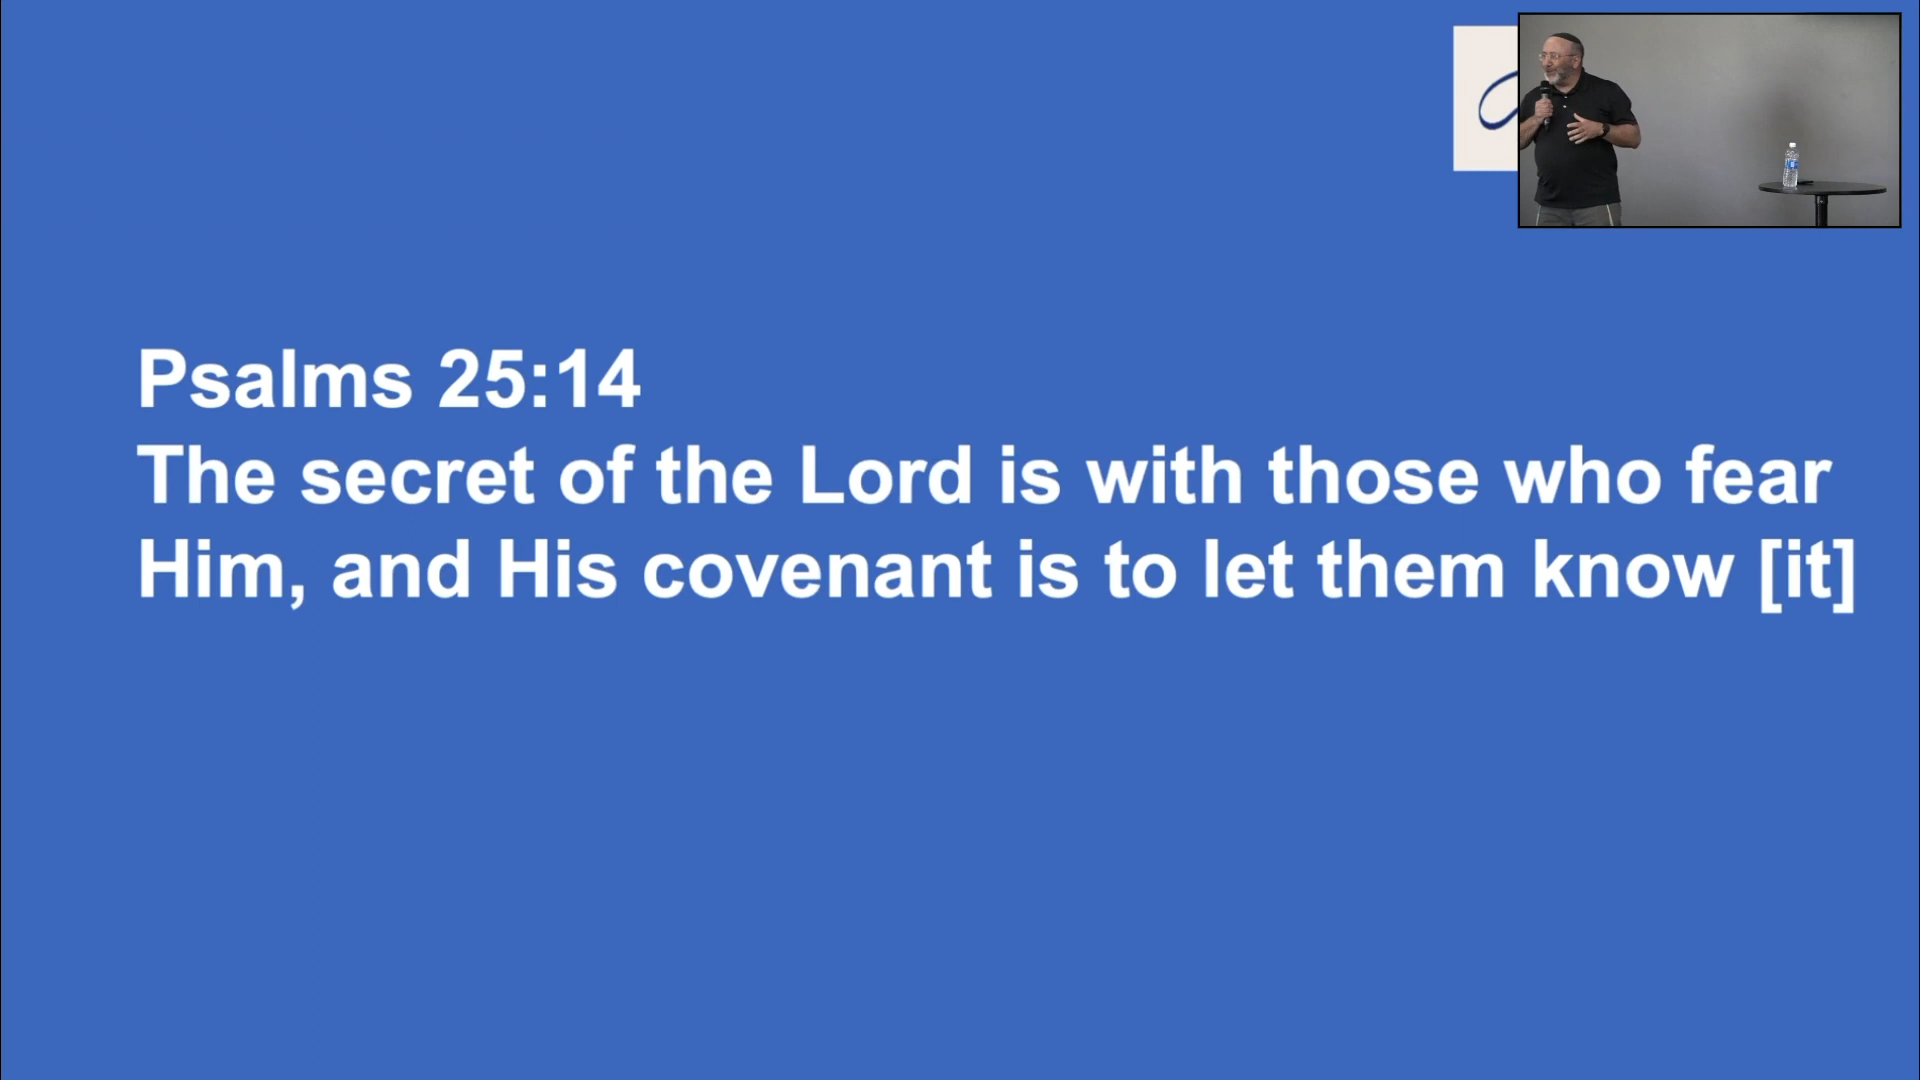 Psalms 25:14
The secret of the Lord is with those who fear
Him, and His covenant is to let them know [it]